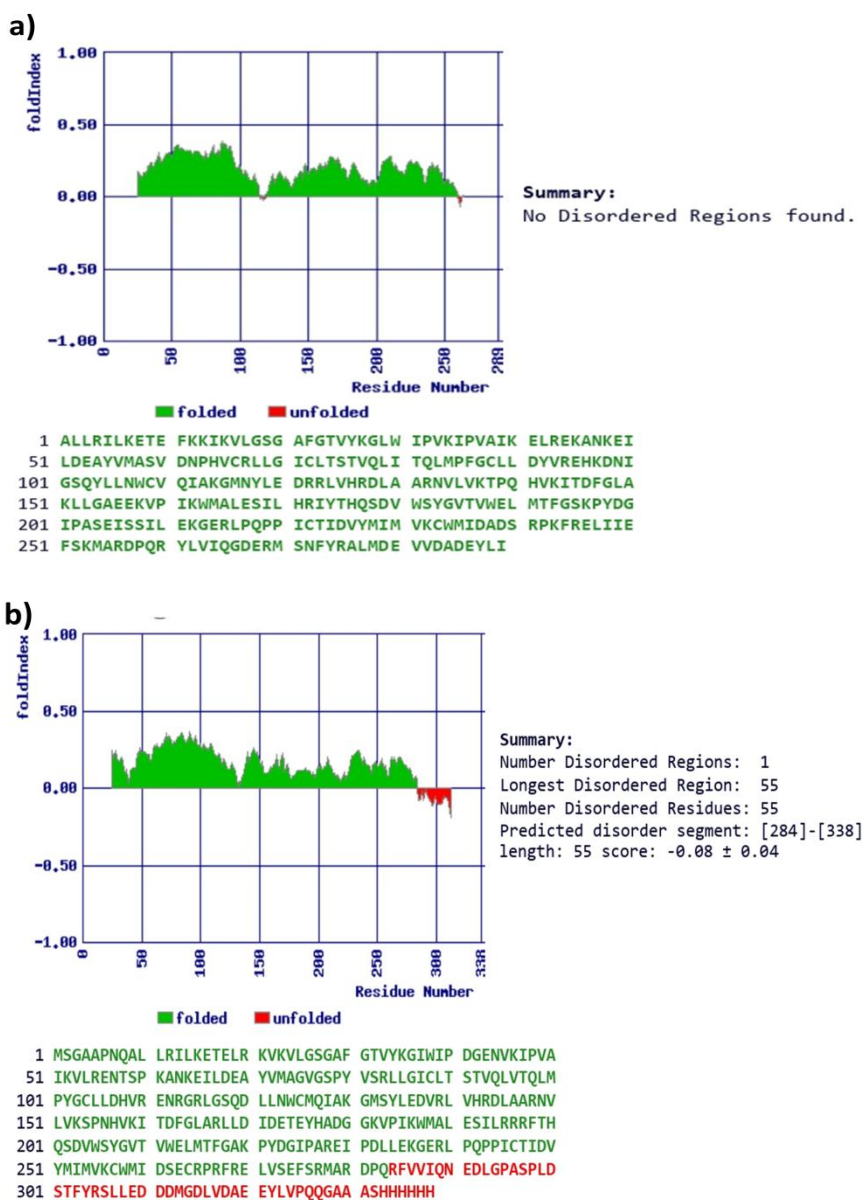 a)
1.00
0.50
0.00
-0.50
-1.00
foldIndex
0 50 100 150 200 250 289
Residue Number
folded unfolded
Summary:
No Disordered Regions found.
1 ALLRILKETE FKKIKVLGSG AFGTVYKGLW IPVKIPVAIK ELREKANKEI
51 LDEAYVMASV DNPHVCRLLG ICLTSTVQLI TQLMPFGCLL DYVREHKDNI
101 GSQYLLNWCV QIAKGMNYLE DRRLVHRDLA ARNVLVKTPQ HVKITDFGLA
151 KLLGAEEKVP IKWMALESIL HRIYTHQSDV WSYGVTVWEL MTFGSKPYDG
201 IPASEISSIL EKGERLPQPP ICTIDVYMIM VKCWMIDADS RPKFRELIIE
251 FSKMARDPQR YLVIQGDERM SNFYRALMDE VVDADEYLI
b)
1.00
0.50
0.00
-0.50
-1.00
foldIndex
0 50 100 150 200 250 300 338
Residue Number
folded unfolded
Summary:
Number Disordered Regions: 1
Longest Disordered Region: 55
Number Disordered Residues: 55
Predicted disorder segment: [284]-[338]
length: 55 score: -0.08 ± 0.04
1 MSGAAPNQAL LRILKETELR KVKVLGSGAF GTVYKGIWIP DGENVKIPVA
51 IKVLRENTSP KANKEILDEA YVMAGVGSPY VSRLLGICLT STVQLVTQLM
101 PYGCLLDHVR ENRGRLGSQD LLNWCMQIAK GMSYLEDVRL VHRDLAARNV
151 LVKSPNHVKI TDFGLARLLD IDETEYHADG GKVPIKWMAL ESILRRRFTH
201 QSDVWSYGVT VWELMTFGAK PYDGIPAREI PDLLEKGERL PQPPICTIDV
251 YMIMVKCWMI DSECRPRFRE LVSEFSRMAR DPQRFVVIQN EDLGPASPLD
301 STFYRSLLED DDMGDLVDAE EYLVPQQGAA ASHHHHHH